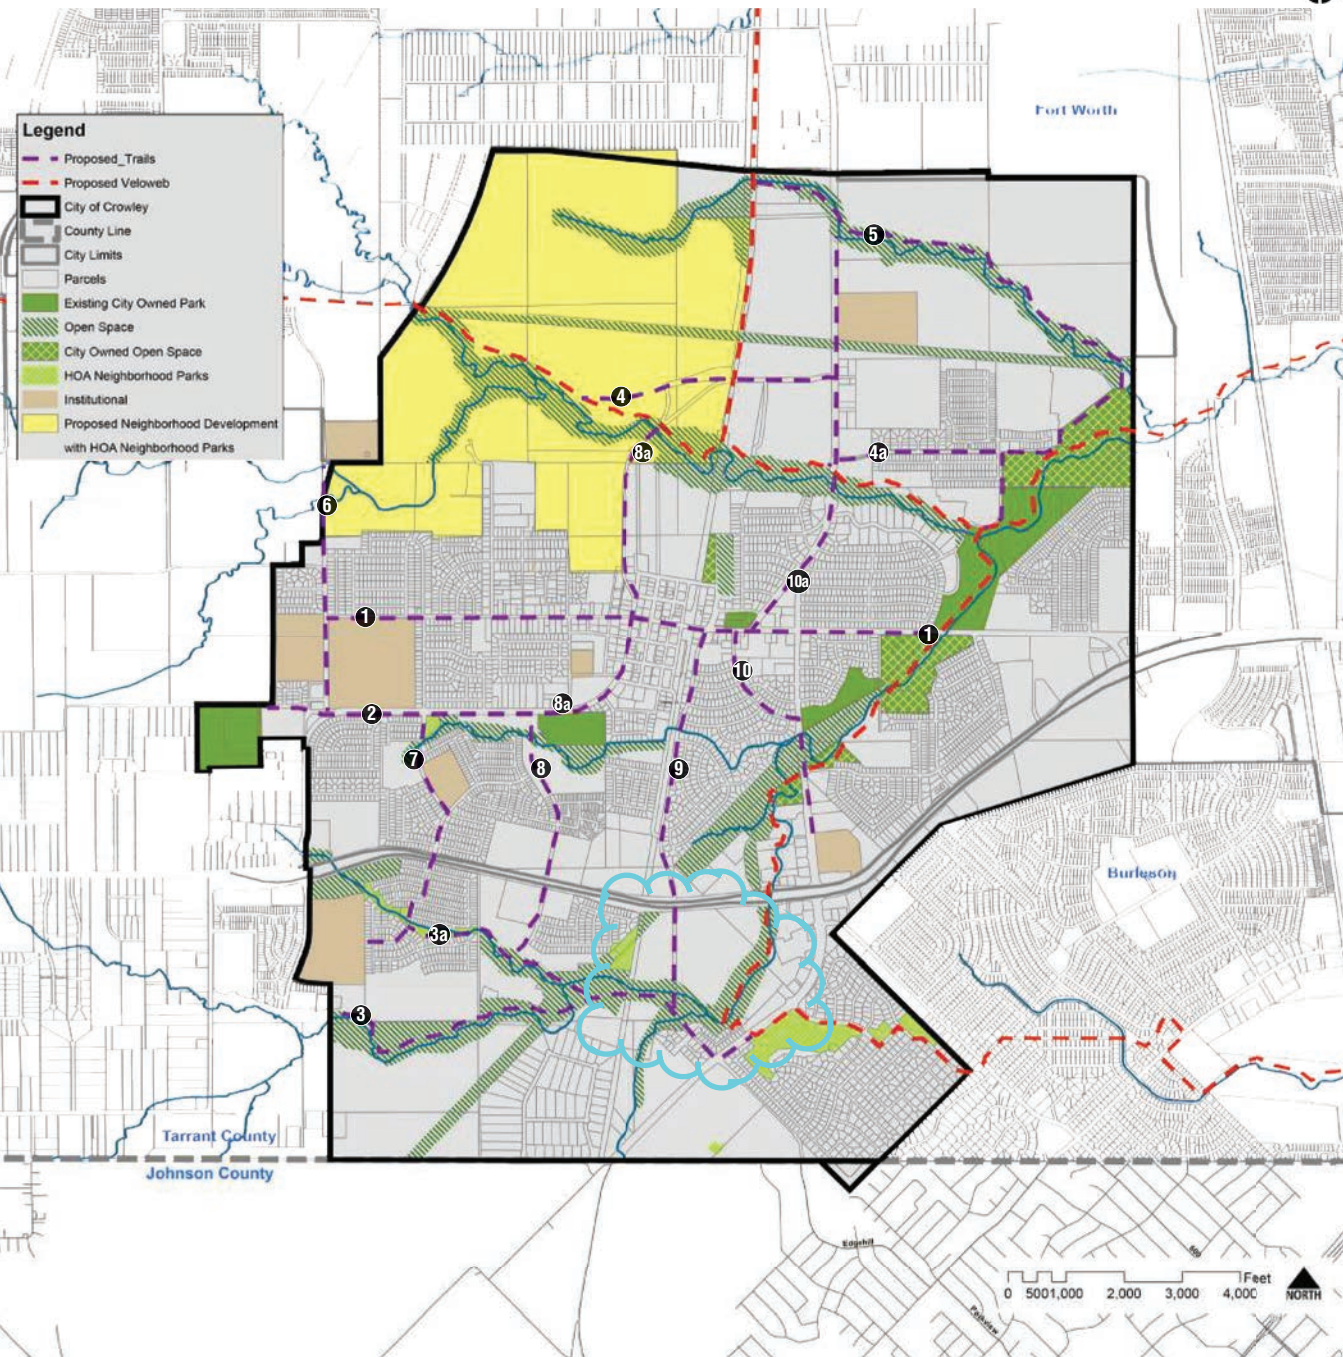 Fort Worth
Legend
Proposed_Trails
Proposed Veloweb
City of Crowley
County Line
City Limits
Parcels
Existing City Owned Park
Open Space
City Owned Open Space
HOA Neighborhood Parks
Institutional
Proposed Neighborhood Development
with HOA Neighborhood Parks
5
4
8a
4a
6
10a
1
1
10
8a
2
7
8
9
Burleson
3a
3
Tarrant County
Johnson County
Edgehill
600
Parkview
Feet
0 500 1,000 2,000 3,000 4,000
NORTH